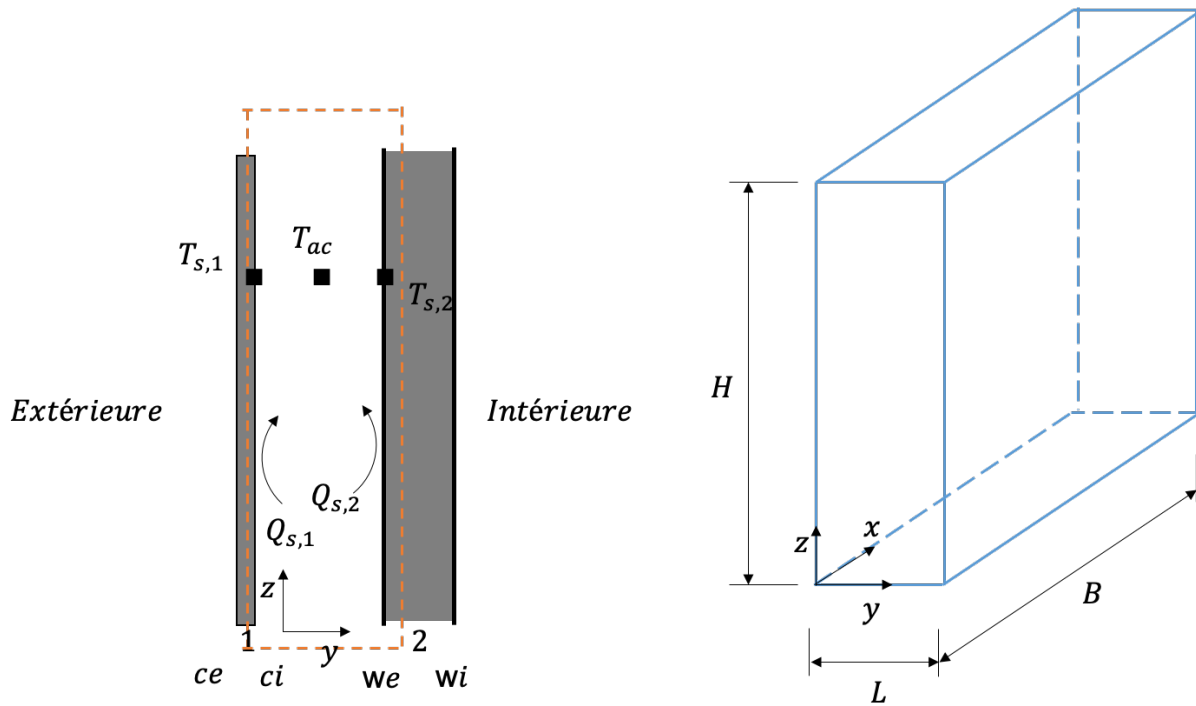 T_{s,1}
T_{ac}
T_{s,2}
Extérieure
Intérieure
Q_{s,1}
Q_{s,2}
z
y
1
2
ce
ci
we
wi
H
z
x
y
L
B